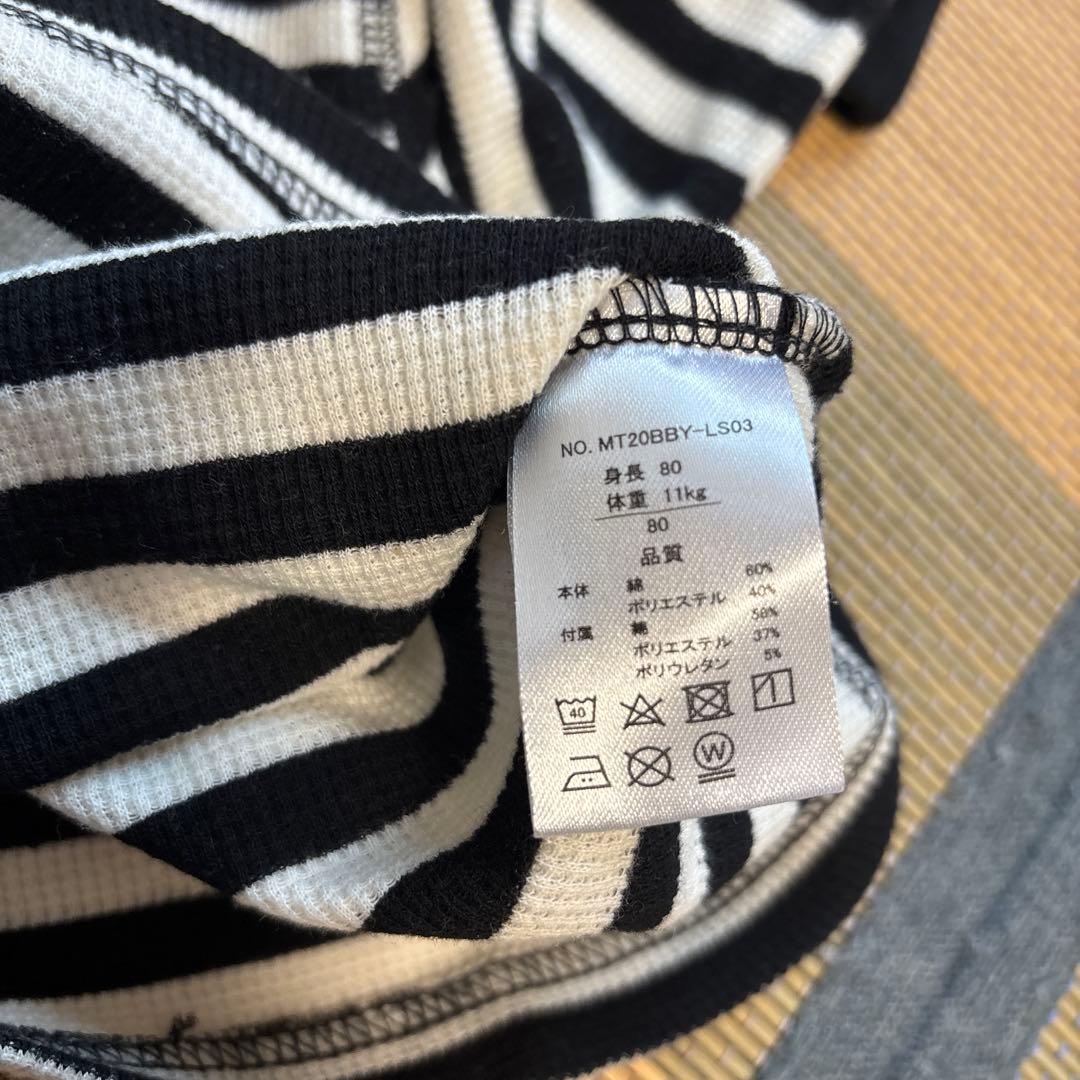 NO. MT20BBY-LS03
身長 80
体重 11kg
80
品質
本体 綿 60%
ポリエステル 40%
付属 綿 58%
ポリエステル 37%
ポリウレタン 5%
40
W